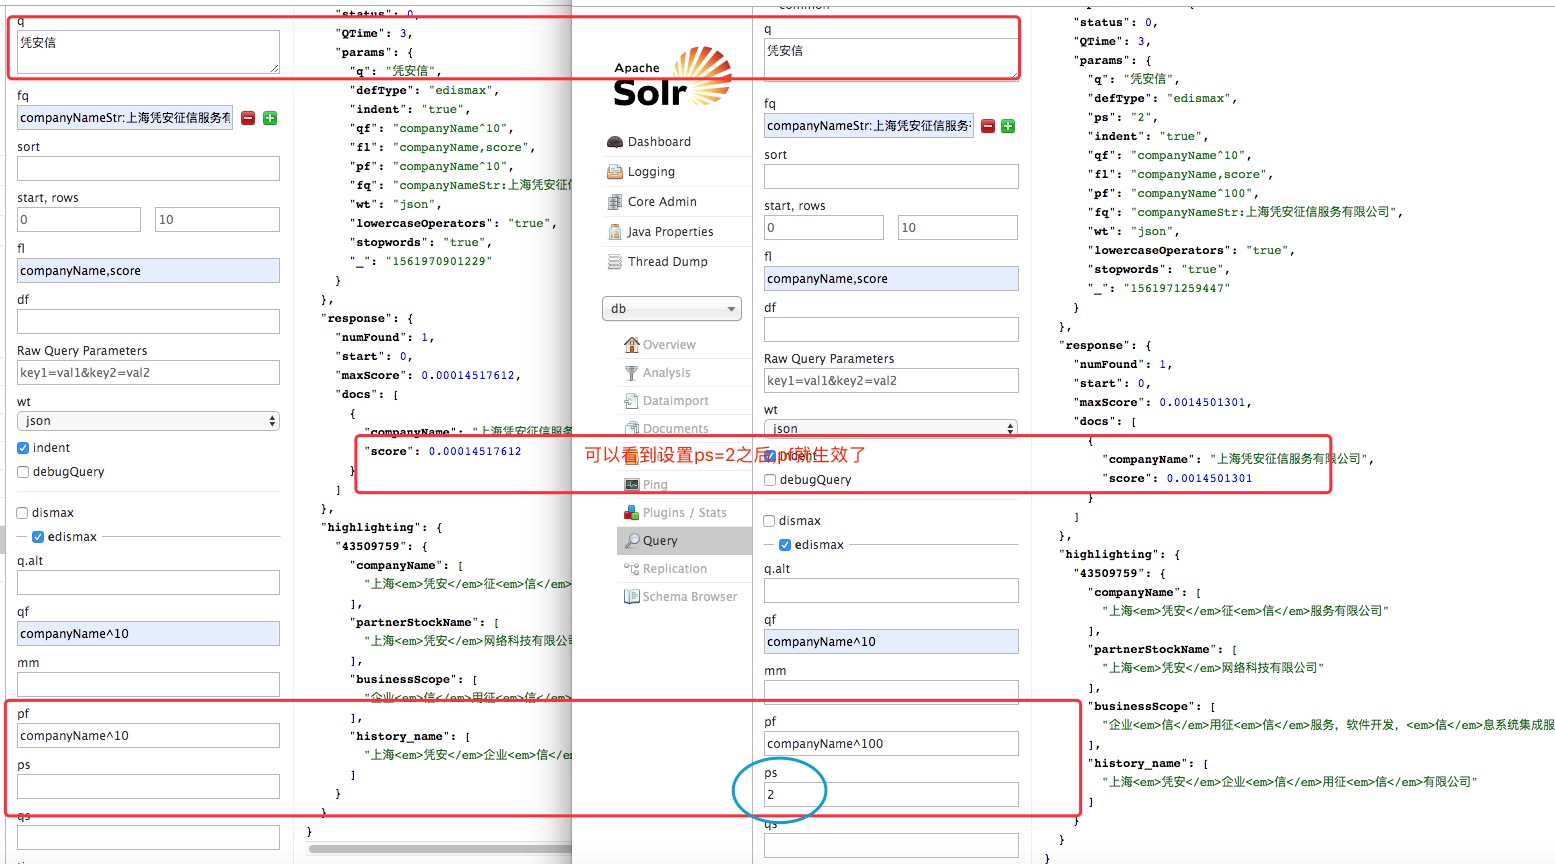 q
凭安信
fq
companyNameStr:上海凭安征信服务有
sort
start, rows
0
10
fl
companyName,score
df
Raw Query Parameters
key1=val1&key2=val2
wt
json
indent
debugQuery
dismax
edismax
q.alt
qf
companyName^10
mm
pf
companyName^10
ps
qs
"status": 0,
"QTime": 3,
"params": {
"q": "凭安信",
"defType": "edismax",
"indent": "true",
"qf": "companyName^10",
"fl": "companyName,score",
"pf": "companyName^10",
"fq": "companyNameStr:上海凭安征信
"wt": "json",
"lowercaseOperators": "true",
"stopwords": "true",
"_": "1561970901229"
}
},
"response": {
"numFound": 1,
"start": 0,
"maxScore": 0.00014517612,
"docs": [
{
"companyName": "上海凭安征信服务
"score": 0.00014517612
}
]
},
"highlighting": {
"43509759": {
"companyName": [
"上海<em>凭安</em>征<em>信</em>
],
"partnerStockName": [
"上海<em>凭安</em>网络科技有限公司
],
"businessScope": [
"企业<em>信</em>用征<em>信</em>
],
"history_name": [
"上海<em>凭安</em>企业<em>信</em
]
}
}
}
Apache
Solr
Dashboard
Logging
Core Admin
Java Properties
Thread Dump
db
Overview
Analysis
Dataimport
Documents
Ping
Plugins / Stats
Query
Replication
Schema Browser
可以看到设置ps=2之后,pf就生效了
common
q
凭安信
fq
companyNameStr:上海凭安征信服务
sort
start, rows
0
10
fl
companyName,score
df
Raw Query Parameters
key1=val1&key2=val2
wt
json
indent
debugQuery
dismax
edismax
q.alt
qf
companyName^10
mm
pf
companyName^100
ps
2
qs
"status": 0,
"QTime": 3,
"params": {
"q": "凭安信",
"defType": "edismax",
"ps": "2",
"indent": "true",
"qf": "companyName^10",
"fl": "companyName,score",
"pf": "companyName^100",
"fq": "companyNameStr:上海凭安征信服务有限公司",
"wt": "json",
"lowercaseOperators": "true",
"stopwords": "true",
"_": "1561971259447"
}
},
"response": {
"numFound": 1,
"start": 0,
"maxScore": 0.0014501301,
"docs": [
{
"companyName": "上海凭安征信服务有限公司",
"score": 0.0014501301
}
]
},
"highlighting": {
"43509759": {
"companyName": [
"上海<em>凭安</em>征<em>信</em>服务有限公司"
],
"partnerStockName": [
"上海<em>凭安</em>网络科技有限公司"
],
"businessScope": [
"企业<em>信</em>用征<em>信</em>服务，软件开发，<em>信</em>息系统集成服
],
"history_name": [
"上海<em>凭安</em>企业<em>信</em>用征<em>信</em>有限公司"
]
}
}
}